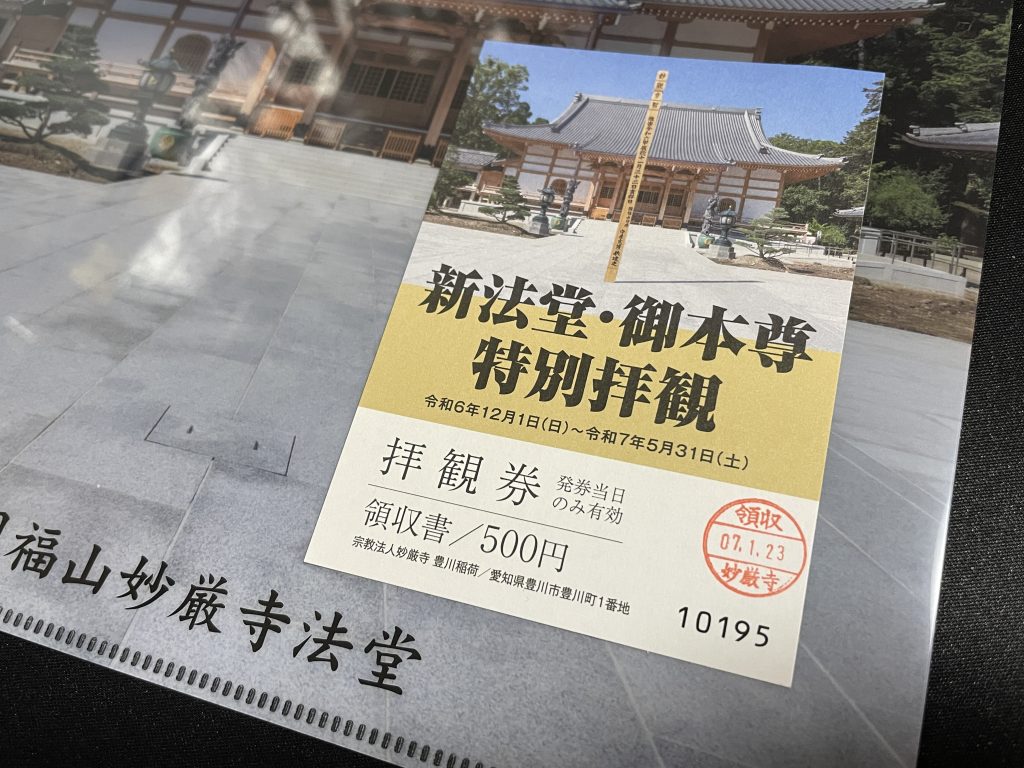 新法堂・御本尊
特別拝観
令和6年12月1日(日)～令和7年5月31日(土)
拝観券 発券当日のみ有効
領収書／500円
宗教法人妙厳寺 豊川稲荷／愛知県豊川市豊川町1番地
領収
07.1.23
妙厳寺
10195
福山妙厳寺法堂